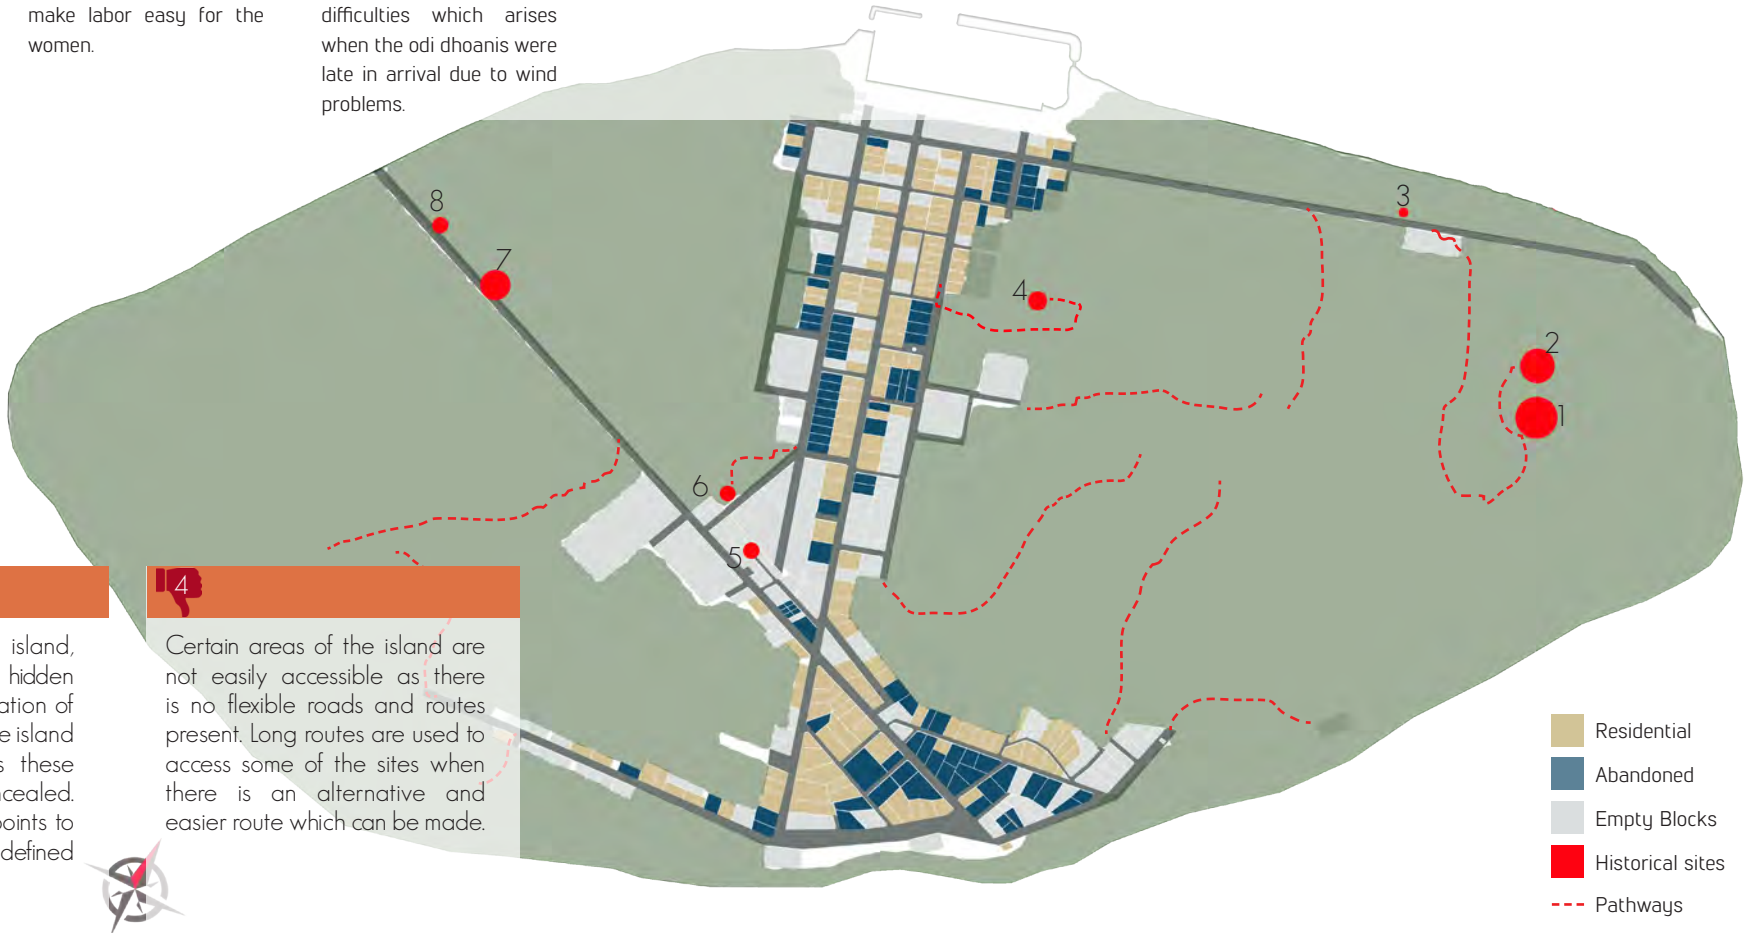 make labor easy for the
women.
difficulties which arises
when the odi dhoanis were
late in arrival due to wind
problems.
8
7
3
4
2
1
6
5
island,
hidden
ation of
e island
s these
cealed.
points to
defined
4
Certain areas of the island are
not easily accessible as there
is no flexible roads and routes
present. Long routes are used to
access some of the sites when
there is an alternative and
easier route which can be made.
Residential
Abandoned
Empty Blocks
Historical sites
Pathways